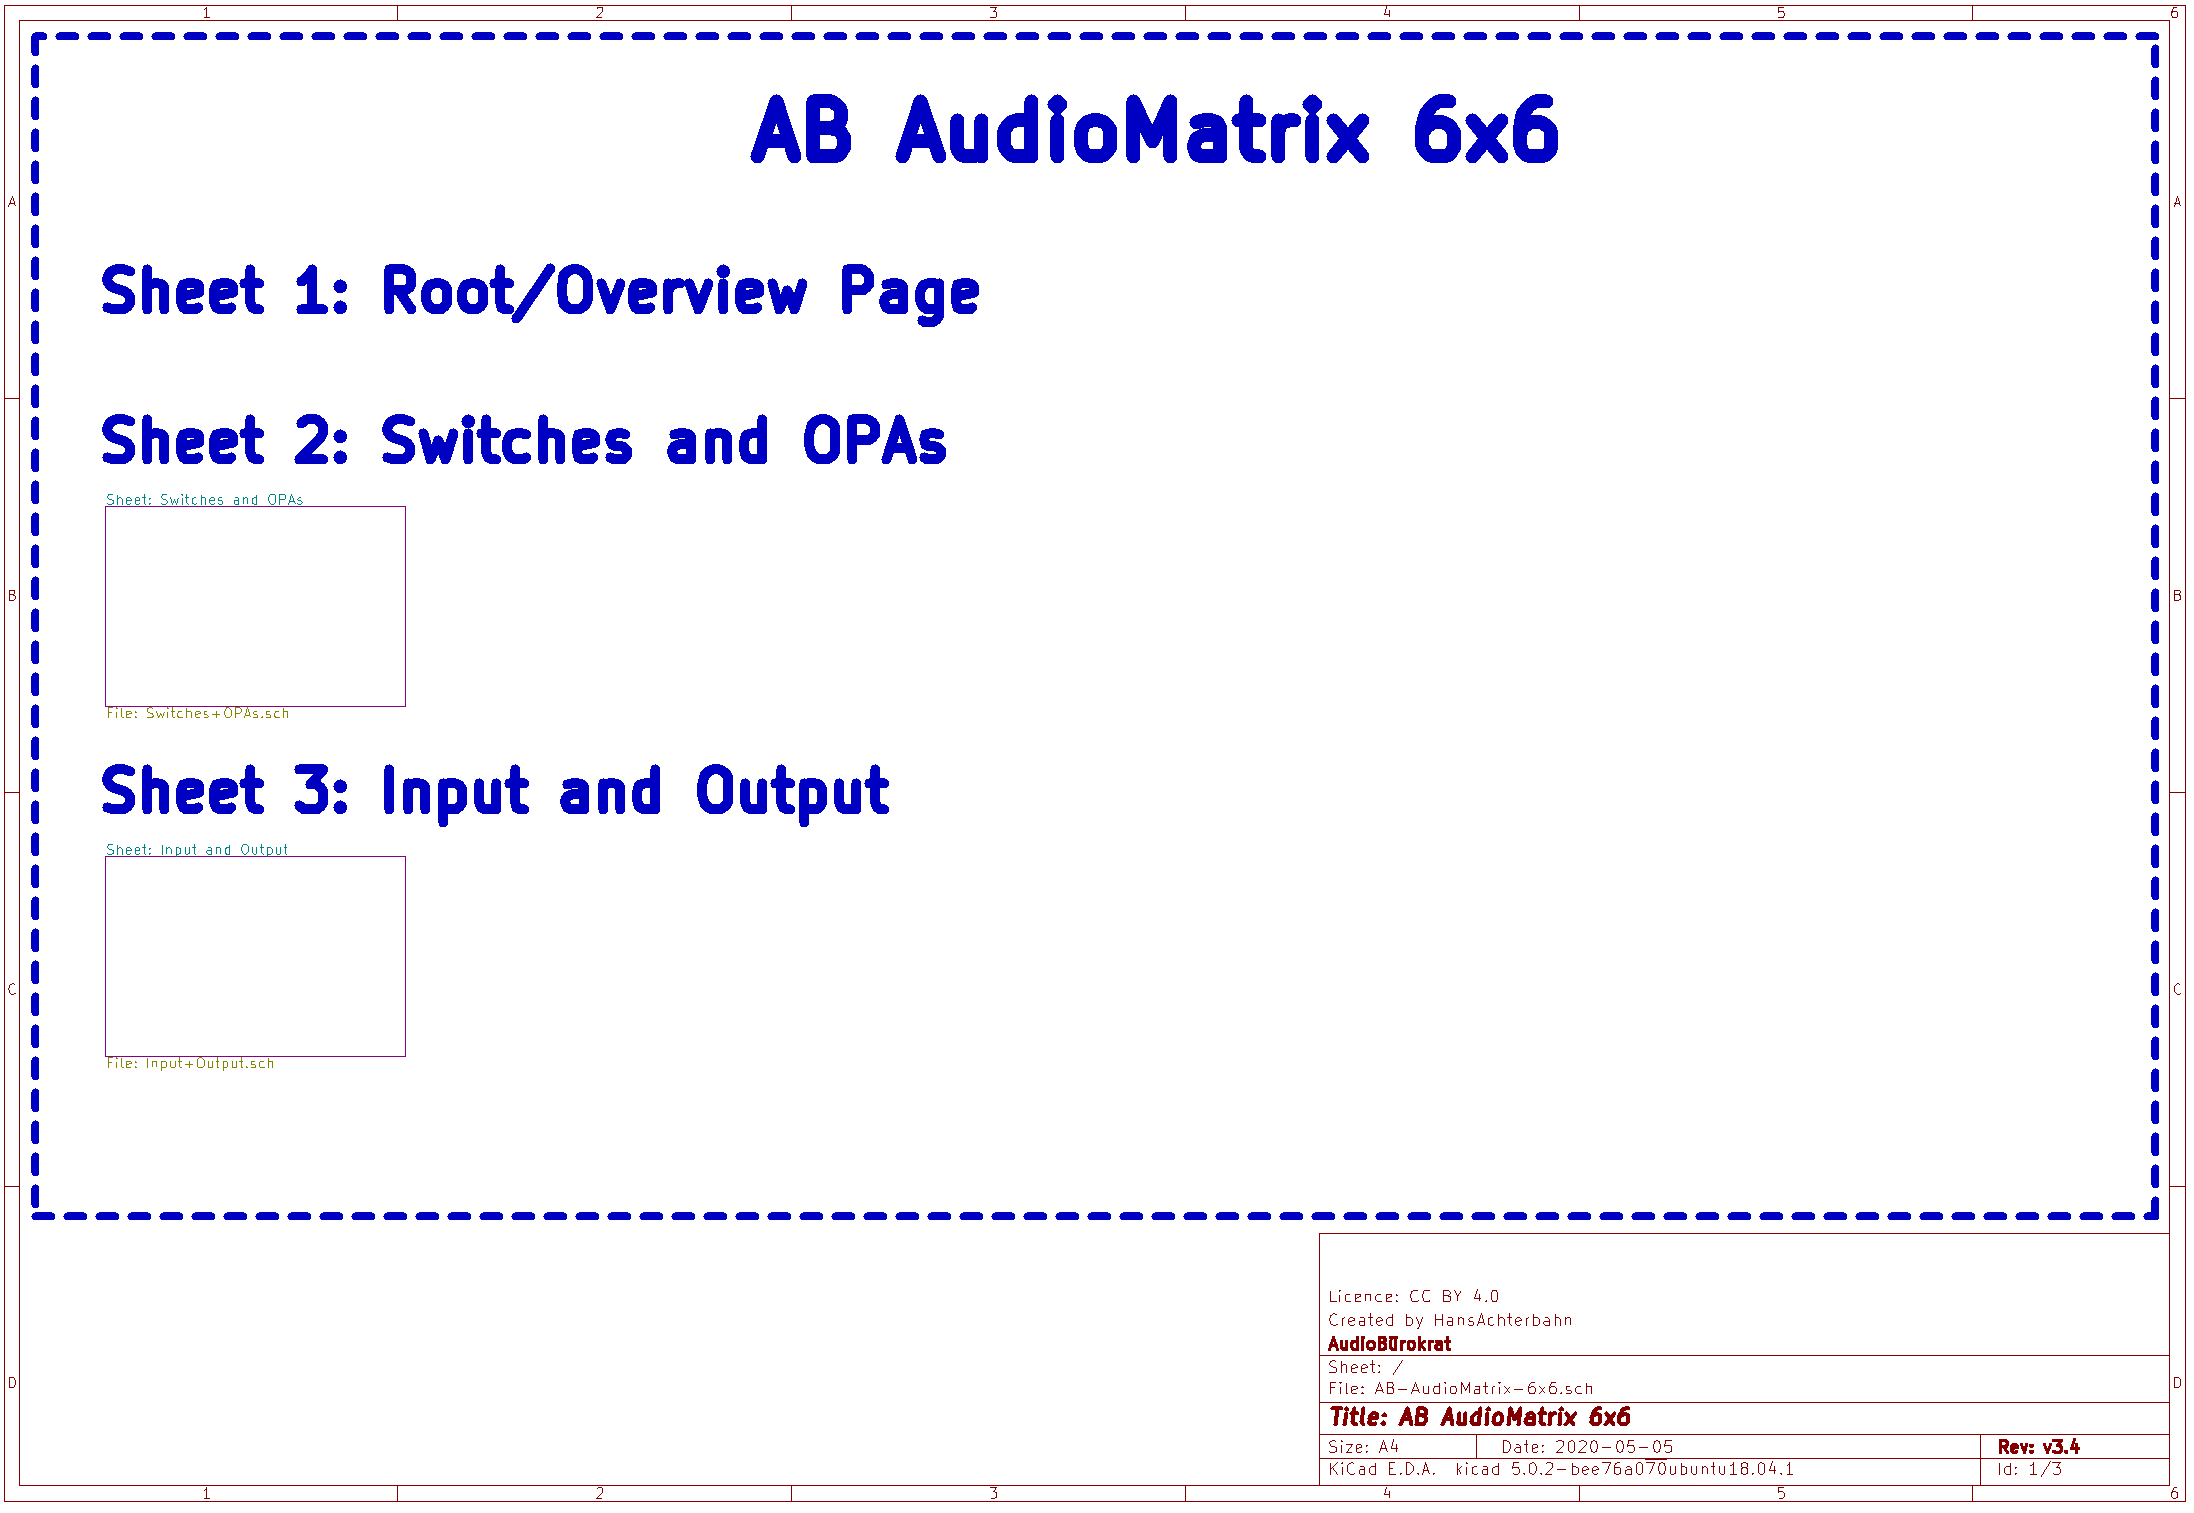 1 2 3 4 5 6
AB AudioMatrix 6x6
A A
Sheet 1: Root/Overview Page
Sheet 2: Switches and OPAs
Sheet: Switches and OPAs
B B
File: Switches+OPAs.sch
Sheet 3: Input and Output
Sheet: Input and Output
C C
File: Input+Output.sch
Licence: CC BY 4.0
Created by HansAchterbahn
AudioBürokrat
Sheet: /
D D
File: AB-AudioMatrix-6x6.sch
Title: AB AudioMatrix 6x6
Size: A4 Date: 2020-05-05 Rev: v3.4
KiCad E.D.A. kicad 5.0.2-bee76a070ubuntu18.04.1 Id: 1/3
1 2 3 4 5 6